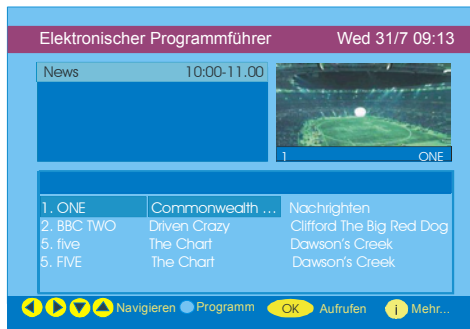 Elektronischer Programmführer Wed 31/7 09:13
News 10:00-11.00
1 ONE
1. ONE Commonwealth ... Nachrighten
2. BBC TWO Driven Crazy Clifford The Big Red Dog
5. five The Chart Dawson's Creek
5. FIVE The Chart Dawson's Creek
Navigieren Programm OK Aufrufen i Mehr...